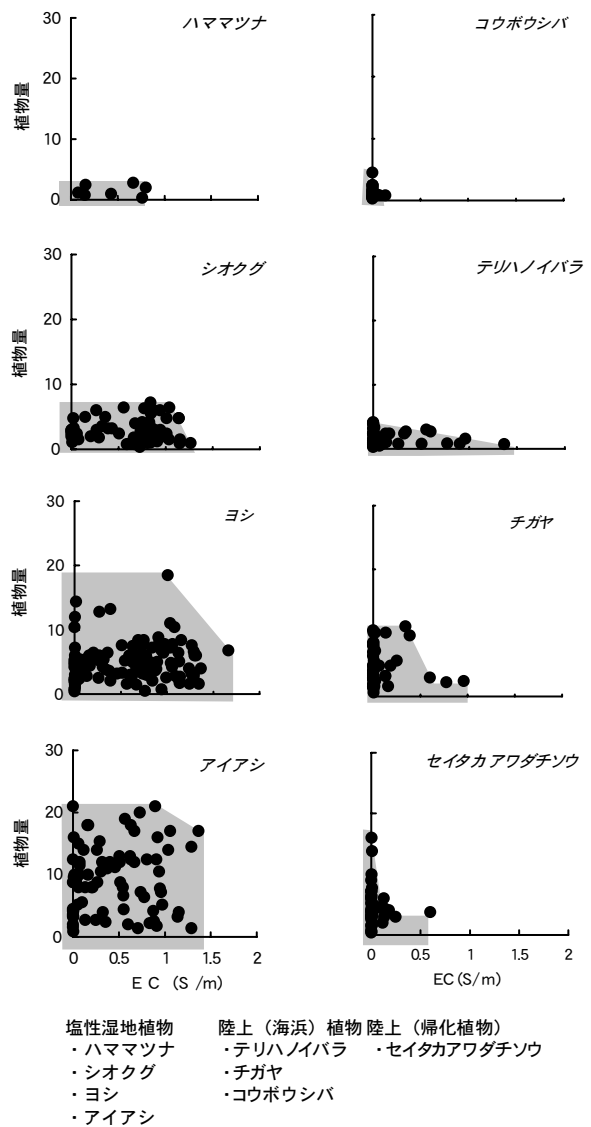 ハママツナ
コウボウシバ
30
20
10
0
植物量
シオクグ
テリハノイバラ
30
20
10
0
植物量
ヨシ
チガヤ
30
20
10
0
植物量
アイアシ
セイタカアワダチソウ
30
20
10
0
植物量
0 0.5 1 1.5 2
EC (S/m)
0 0.5 1 1.5 2
EC(S/m)
塩性湿地植物
・ハママツナ
・シオクグ
・ヨシ
・アイアシ
陸上（海浜）植物
・テリハノイバラ
・チガヤ
・コウボウシバ
陸上（帰化植物）
・セイタカアワダチソウ